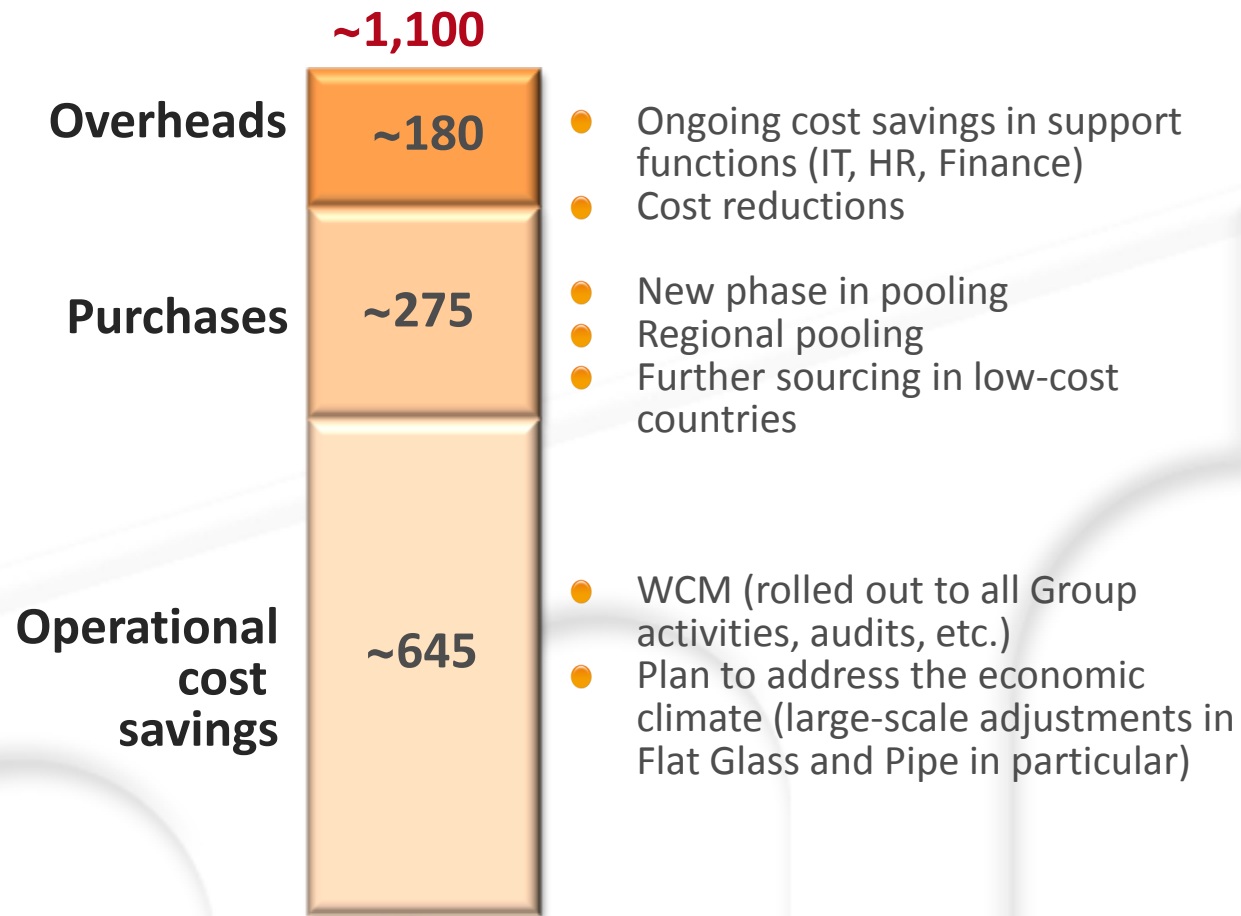 ~1,100
Overheads
~180
Ongoing cost savings in support
functions (IT, HR, Finance)
Cost reductions
Purchases
~275
New phase in pooling
Regional pooling
Further sourcing in low-cost
countries
Operational
cost
savings
~645
WCM (rolled out to all Group
activities, audits, etc.)
Plan to address the economic
climate (large-scale adjustments in
Flat Glass and Pipe in particular)